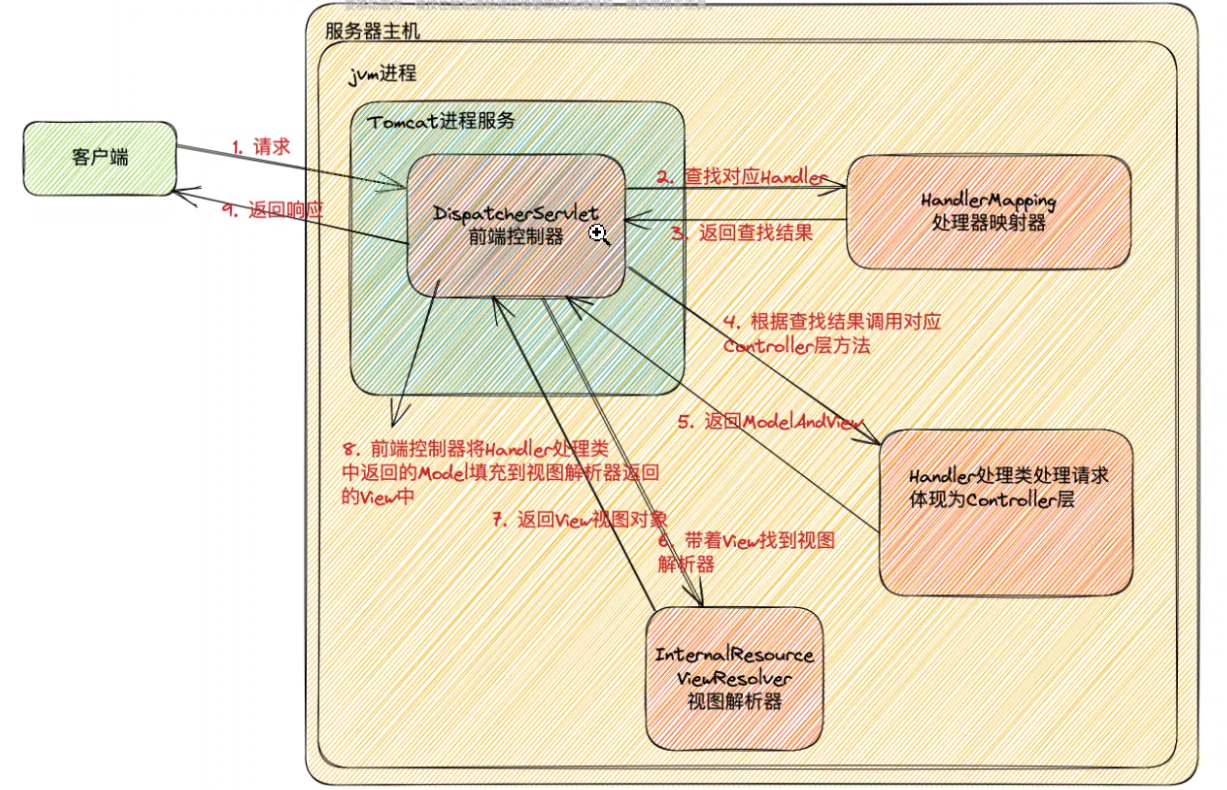 服务器主机
jvm进程
Tomcat进程服务
客户端
1. 请求
9. 返回响应
DispatcherServlet
前端控制器
2. 查找对应Handler
3. 返回查找结果
HandlerMapping
处理器映射器
4. 根据查找结果调用对应
Controller层方法
5. 返回ModelAndView
8. 前端控制器将Handler处理类
中返回的Model填充到视图解析器返回
的View中
Handler处理类处理请求
体现为Controller层
7. 返回View视图对象
6. 带着View找到视图
解析器
InternalResource
ViewResolver
视图解析器